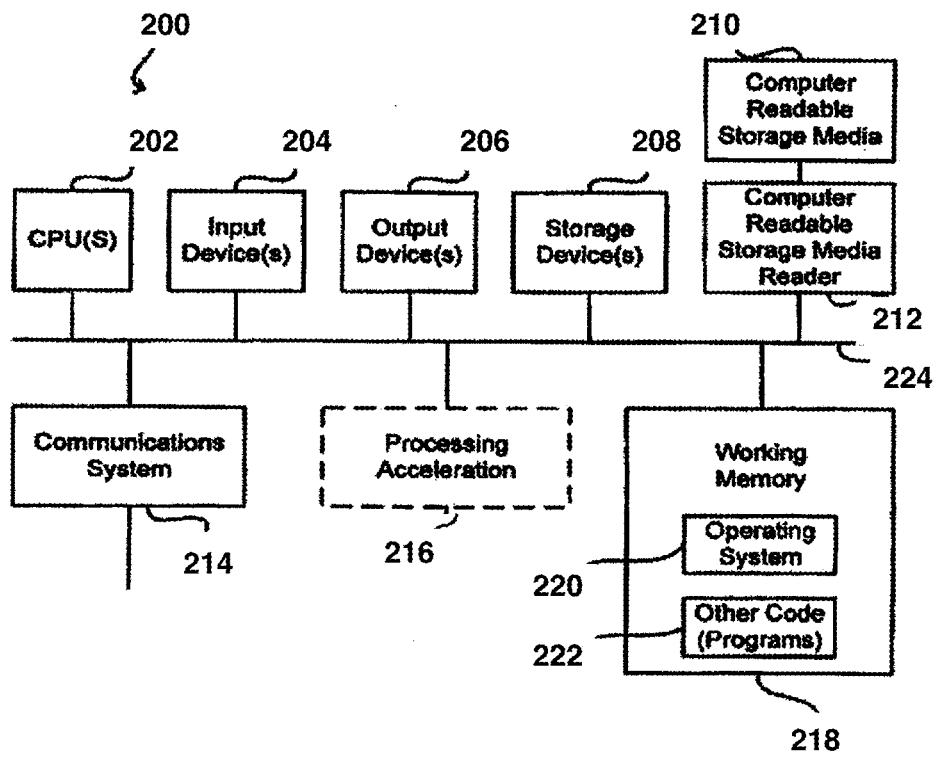 200
210
Computer
Readable
Storage Media
202
204
206
208
CPU(S)
Input
Device(s)
Output
Device(s)
Storage
Device(s)
Computer
Readable
Storage Media
Reader
212
224
Communications
System
214
Processing
Acceleration
216
Working
Memory
Operating
System
220
Other Code
(Programs)
222
218